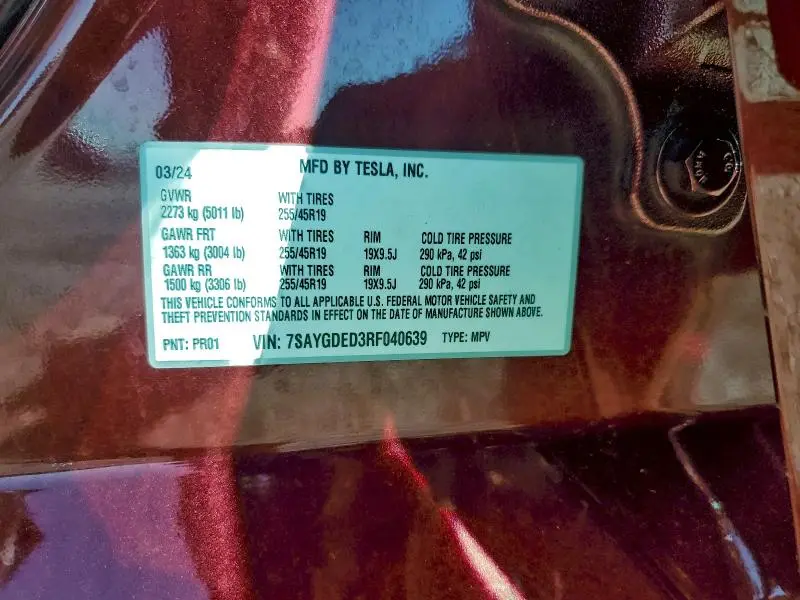 03/24 MFD BY TESLA, INC.
GVWR WITH TIRES
2273 kg (5011 lb) 255/45R19
GAWR FRT WITH TIRES RIM COLD TIRE PRESSURE
1363 kg (3004 lb) 255/45R19 19X9.5J 290 kPa, 42 psi
GAWR RR WITH TIRES RIM COLD TIRE PRESSURE
1500 kg (3306 lb) 255/45R19 19X9.5J 290 kPa, 42 psi
THIS VEHICLE CONFORMS TO ALL APPLICABLE U.S. FEDERAL MOTOR VEHICLE SAFETY AND
THEFT PREVENTION STANDARDS IN EFFECT ON THE DATE OF MANUFACTURE SHOWN ABOVE.
PNT: PR01 VIN: 7SAYGDED3RF040639 TYPE: MPV